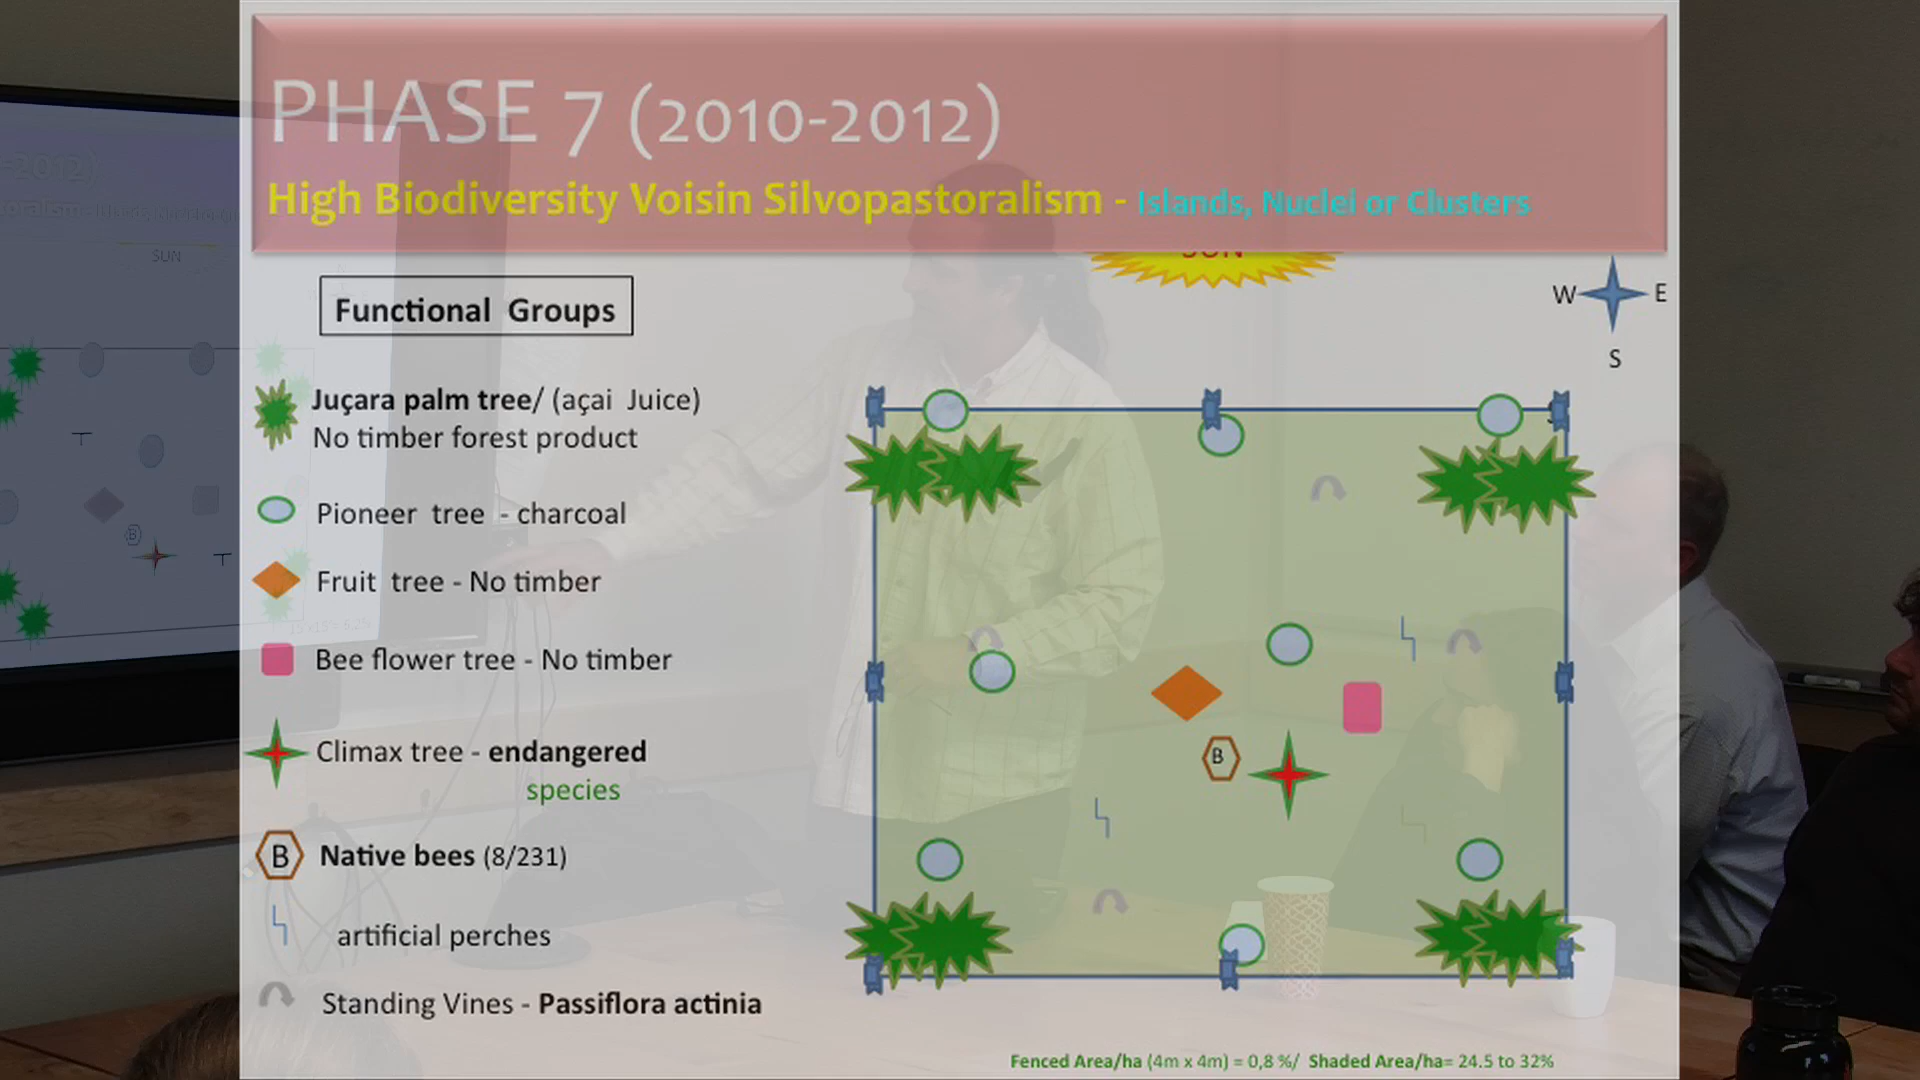 PHASE 7 (2010-2012)
High Biodiversity Voisin Silvopastoralism - Islands, Nuclei or Clusters
SUN
W E
S
Functional Groups
Juçara palm tree/ (açai Juice)
No timber forest product
Pioneer tree - charcoal
Fruit tree - No timber
Bee flower tree - No timber
Climax tree - endangered
species
B Native bees (8/231)
artificial perches
Standing Vines - Passiflora actinia
B
Fenced Area/ha (4m x 4m) = 0,8 %/ Shaded Area/ha= 24.5 to 32%
-2012)
SUN
B